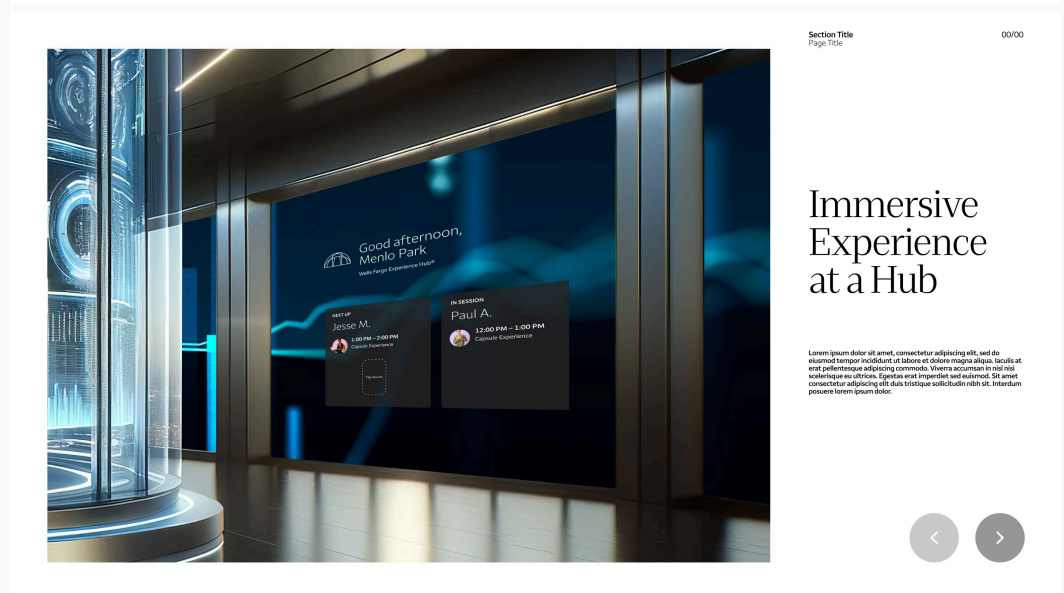 Section Title
Page Title
00/00
Good afternoon,
Menlo Park
Wells Fargo Experience Hub®
NEXT UP
Jesse M.
1:00 PM – 2:00 PM
Capsule Experience
IN SESSION
Paul A.
12:00 PM – 1:00 PM
Capsule Experience
Immersive
Experience
at a Hub
Lorem ipsum dolor sit amet, consectetur adipiscing elit, sed do
eiusmod tempor incididunt ut labore et dolore magna aliqua. Iaculis at
erat pellentesque adipiscing commodo. Viverra accumsan in nisl nisi
scelerisque eu ultrices. Egestas erat imperdiet sed euismod. Sit amet
consectetur adipiscing elit duis tristique sollicitudin nibh sit. Interdum
posuere lorem ipsum dolor.